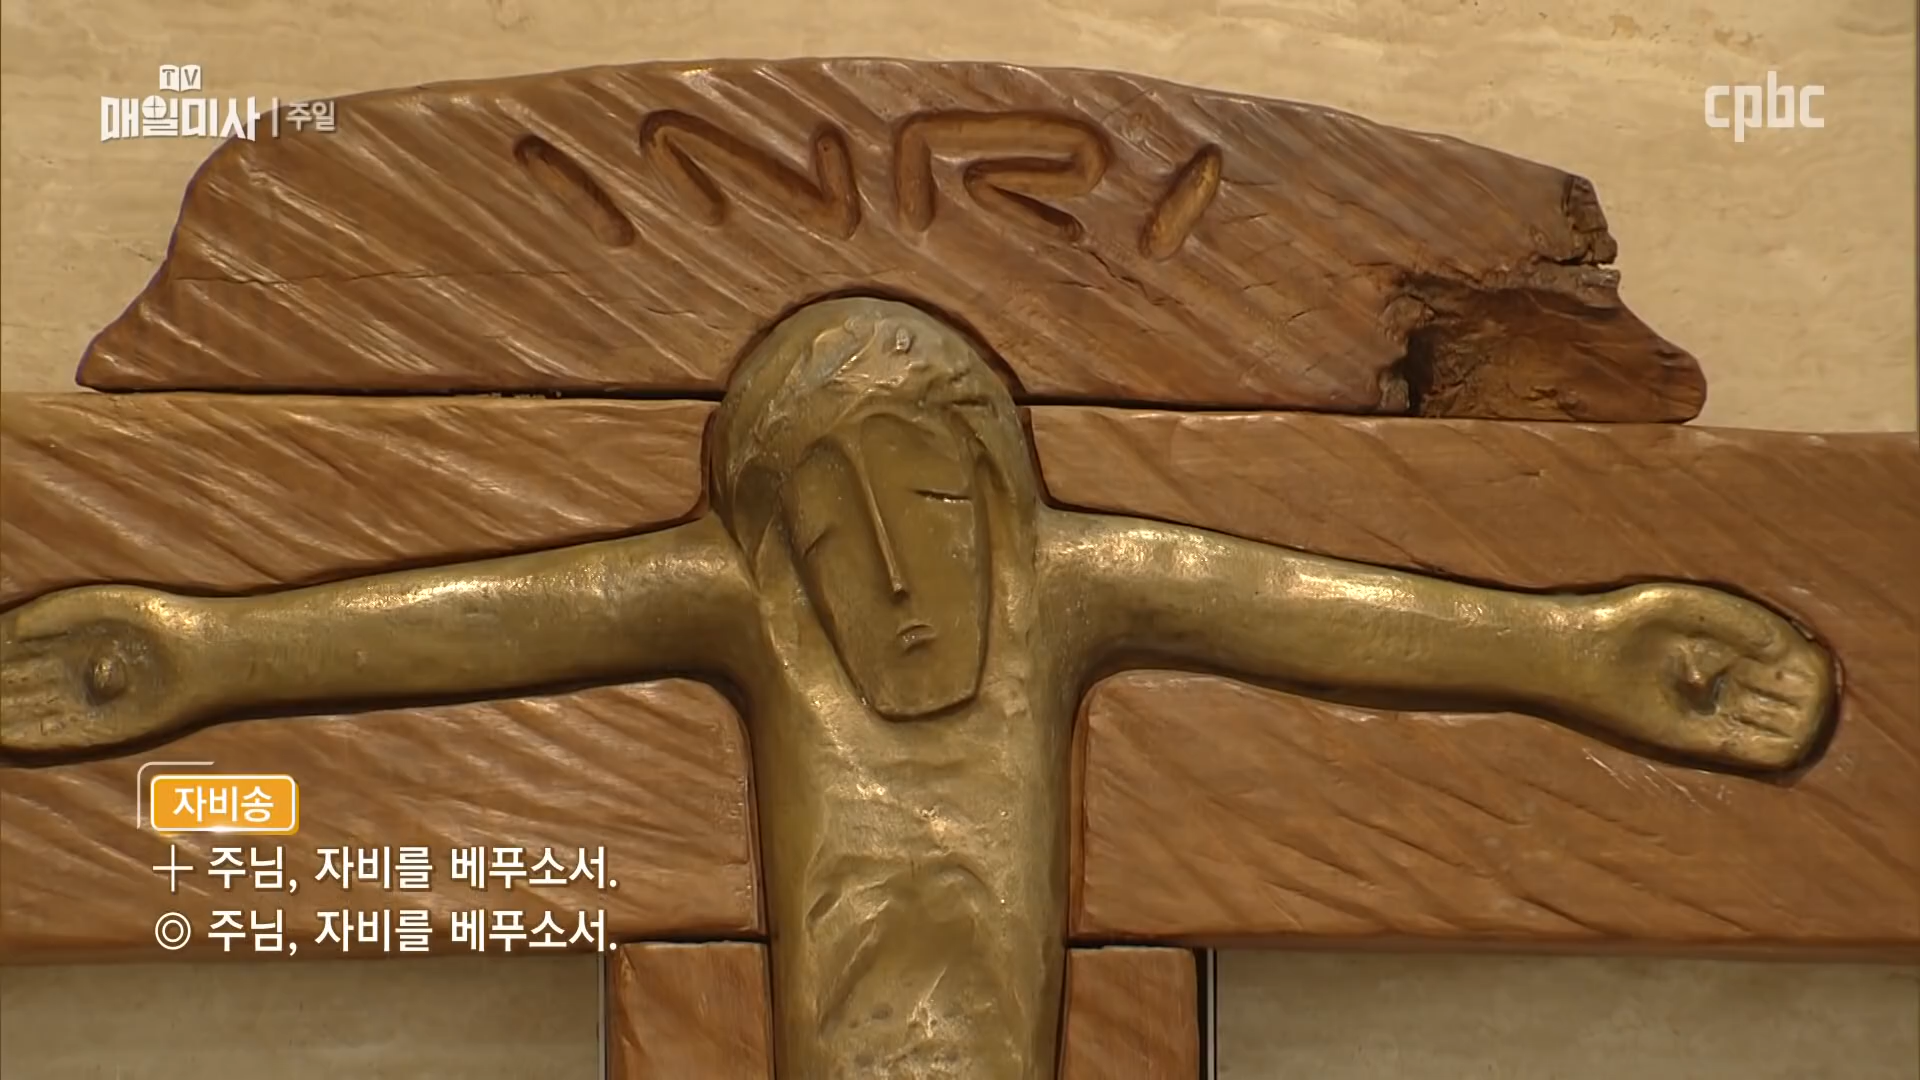 TV
매일미사 | 주일
cpbc
INRI
자비송
┼ 주님, 자비를 베푸소서.
◎ 주님, 자비를 베푸소서.